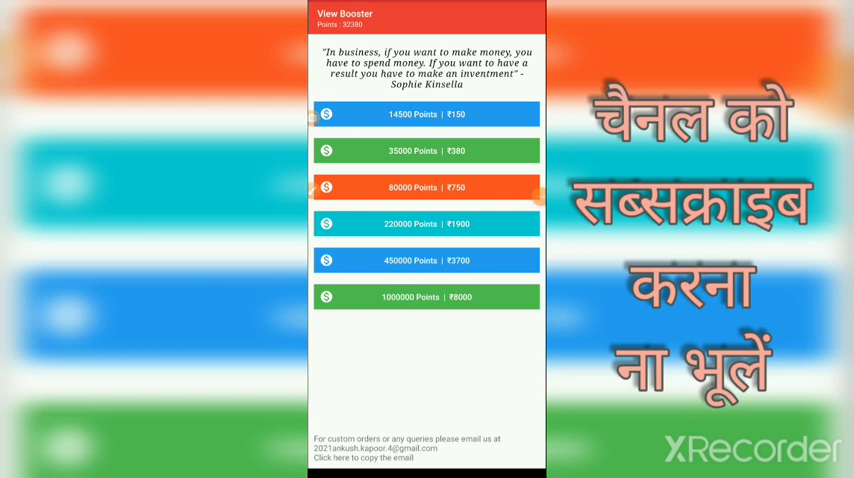 View Booster
Points : 32380
"In business, if you want to make money, you
have to spend money. If you want to have a
result you have to make an inventment" -
Sophie Kinsella
14500 Points | ₹150
35000 Points | ₹380
80000 Points | ₹750
220000 Points | ₹1900
450000 Points | ₹3700
1000000 Points | ₹8000
For custom orders or any queries please email us at
2021ankush.kapoor.4@gmail.com
Click here to copy the email
चैनल को
सब्सक्राइब
करना
ना भूलें
XRecorder